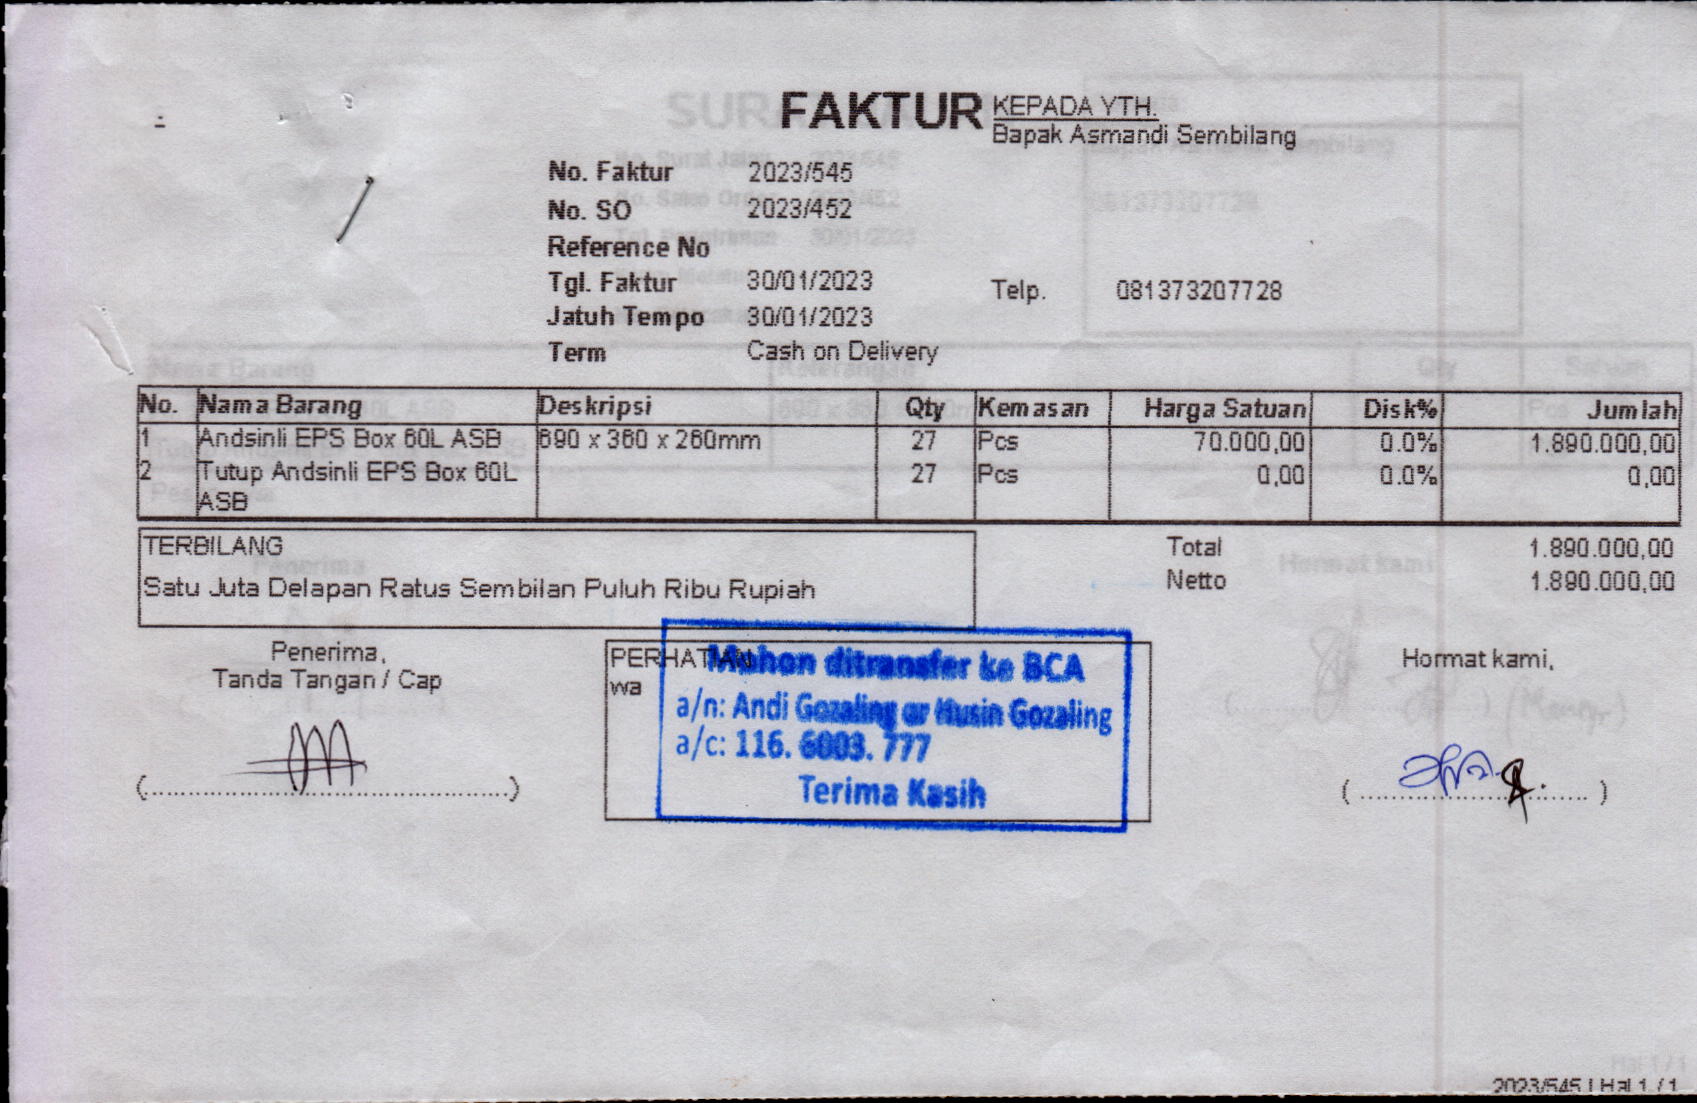 FAKTUR
KEPADA YTH.
Bapak Asmandi Sembilang
No. Faktur 2023/545
No. SO 2023/452
Reference No
Tgl. Faktur 30/01/2023
Telp. 081373207728
Jatuh Tempo 30/01/2023
Term Cash on Delivery
No. Nama Barang Deskripsi Qty Kemasan Harga Satuan Disk% Jumlah
1 Andsinli EPS Box 60L ASB 690 x 360 x 260mm 27 Pcs 70.000,00 0.0% 1.890.000,00
2 Tutup Andsinli EPS Box 60L 27 Pcs 0,00 0.0% 0,00
ASB
TERBILANG
Satu Juta Delapan Ratus Sembilan Puluh Ribu Rupiah
Total 1.890.000,00
Netto 1.890.000,00
Penerima,
Tanda Tangan / Cap
PERHATIAN
wa
Mohon ditransfer ke BCA
a/n: Andi Gozaling or Husin Gozaling
a/c: 116. 6003. 777
Terima Kasih
Hormat kami,
2023/545 | Hal 1 / 1